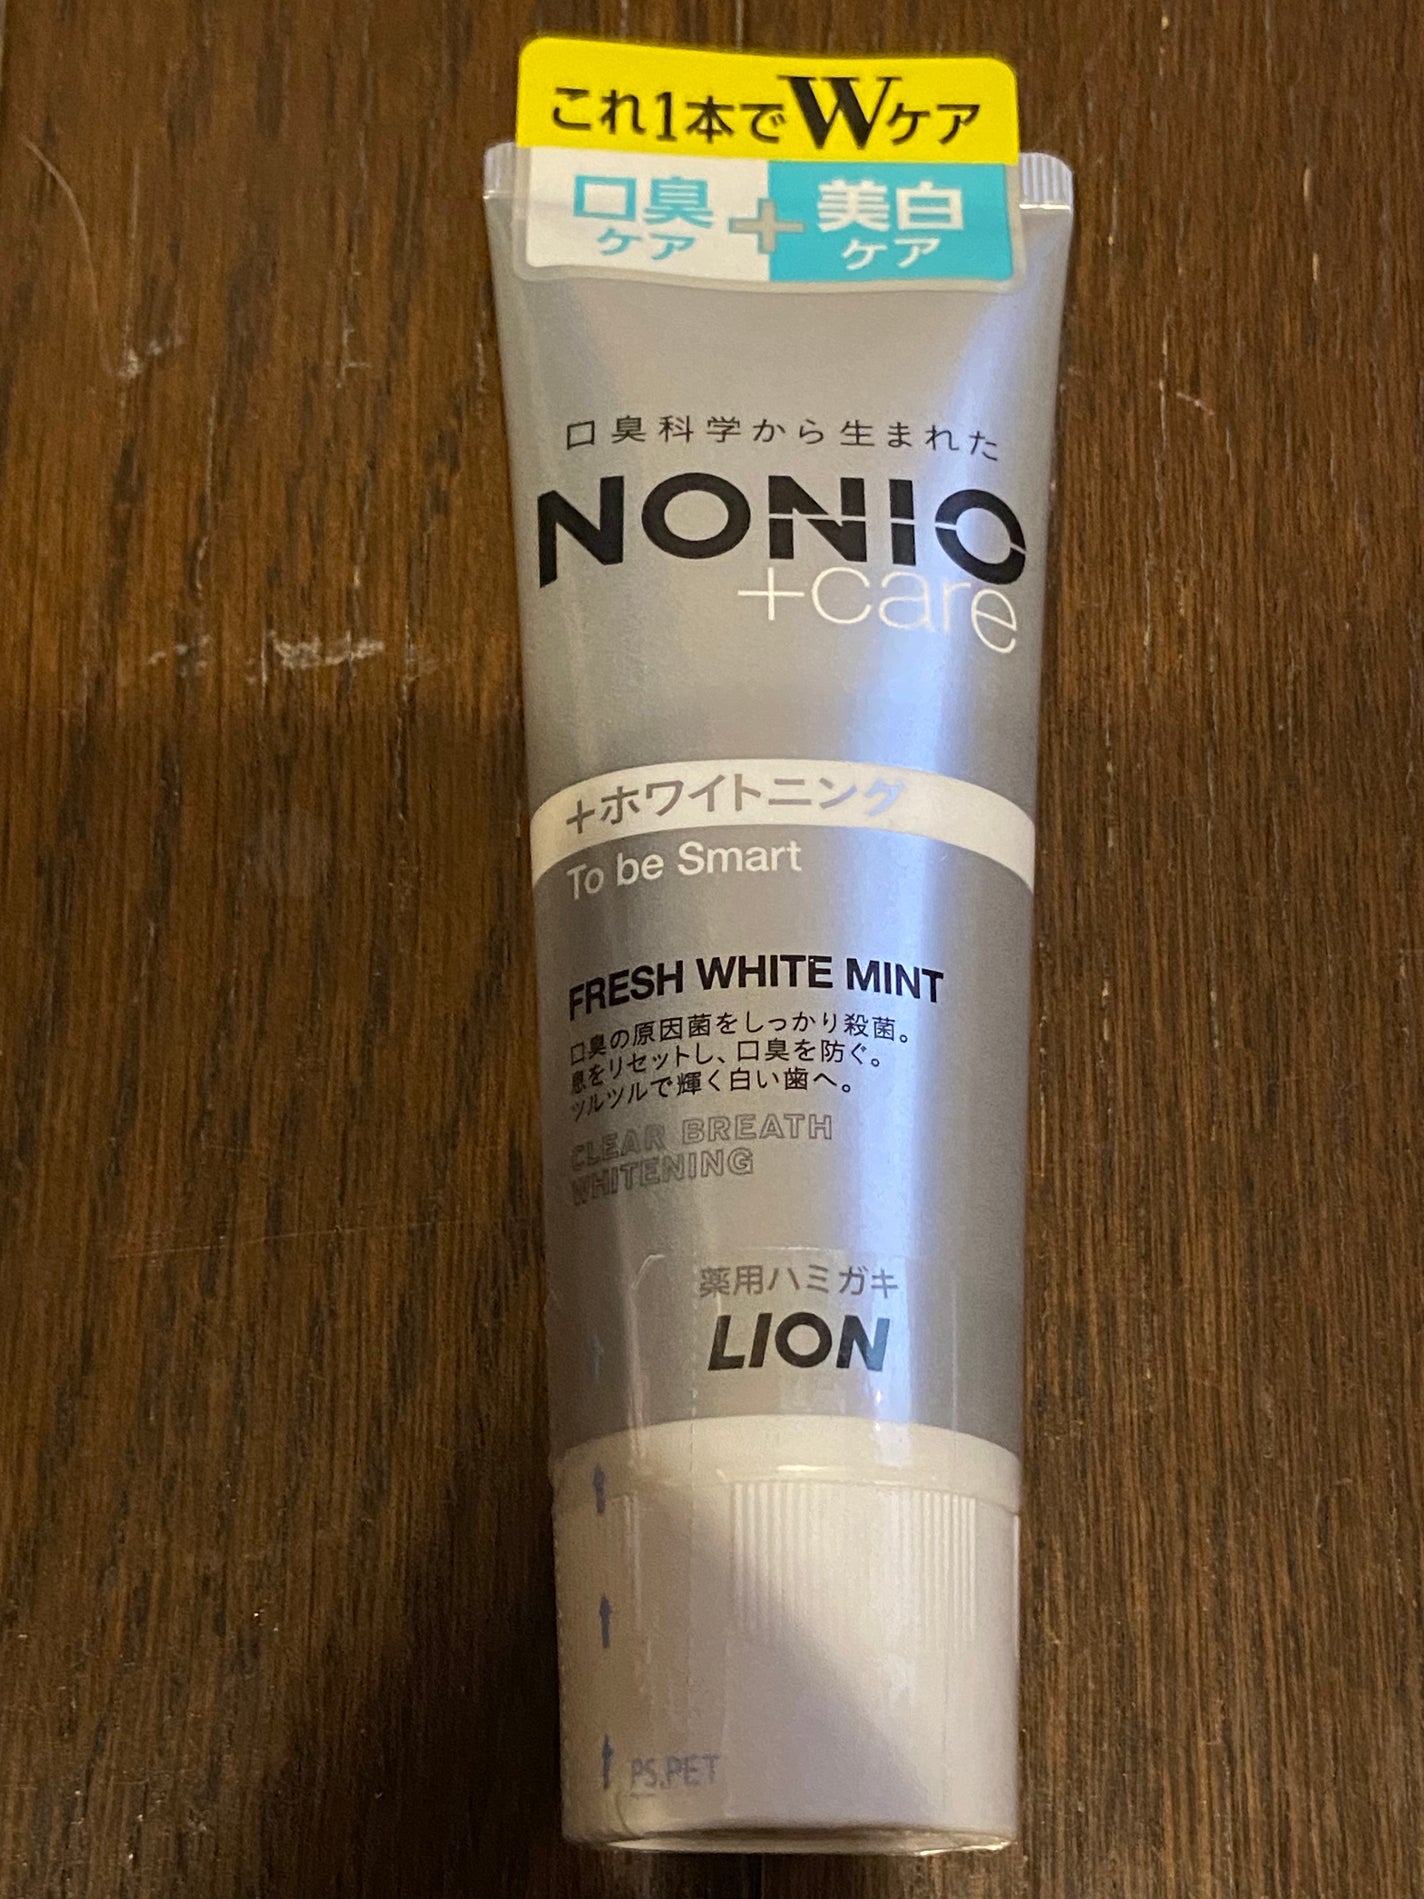 これ1本でWケア
口臭ケア + 美白ケア
口臭科学から生まれた
NONIO
+care
+ホワイトニング
To be Smart
FRESH WHITE MINT
口臭の原因菌をしっかり殺菌。
息をリセットし、口臭を防ぐ。
ツルツルで輝く白い歯へ。
CLEAR BREATH
WHITENING
薬用ハミガキ
LION
PS.PET